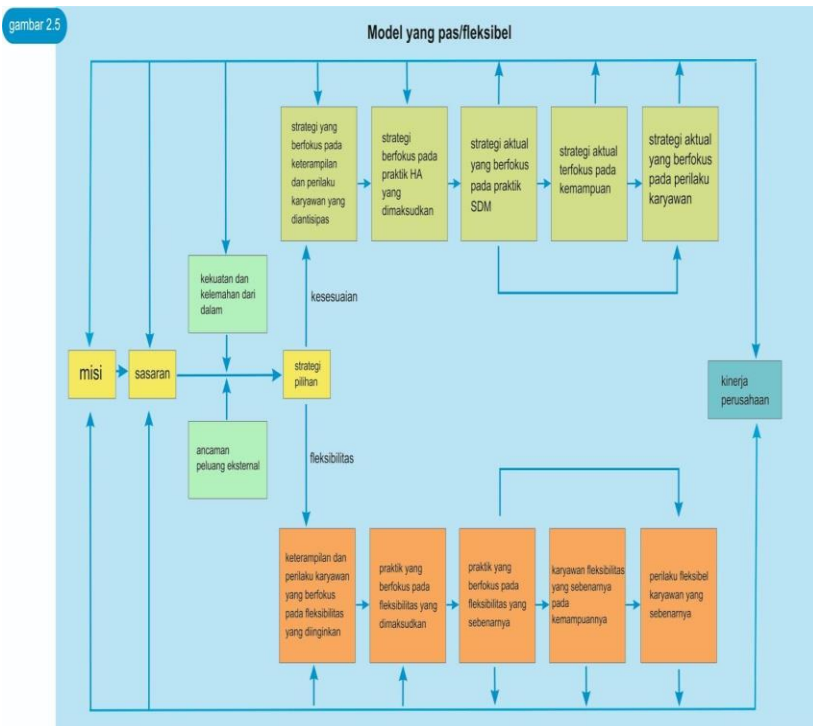 gambar 2.5
Model yang pas/fleksibel
strategi yang
berfokus pada
keterampilan
dan perilaku
karyawan yang
diantisipas
strategi
berfokus pada
praktik HA
yang
dimaksudkan
strategi aktual
yang berfokus
pada praktik
SDM
strategi aktual
terfokus pada
kemampuan
strategi aktual
yang berfokus
pada perilaku
karyawan
kekuatan dan
kelemahan dari
dalam
kesesuaian
misi
sasaran
strategi
pilihan
kinerja
perusahaan
ancaman
peluang eksternal
fleksibilitas
keterampilan dan
perilaku karyawan
yang berfokus
pada fleksibilitas
yang diinginkan
praktik yang
berfokus pada
fleksibilitas yang
dimaksudkan
praktik yang
berfokus pada
fleksibilitas yang
sebenarnya
karyawan fleksibilitas
yang sebenarnya
pada
kemampuannya
perilaku fleksibel
karyawan yang
sebenarnya